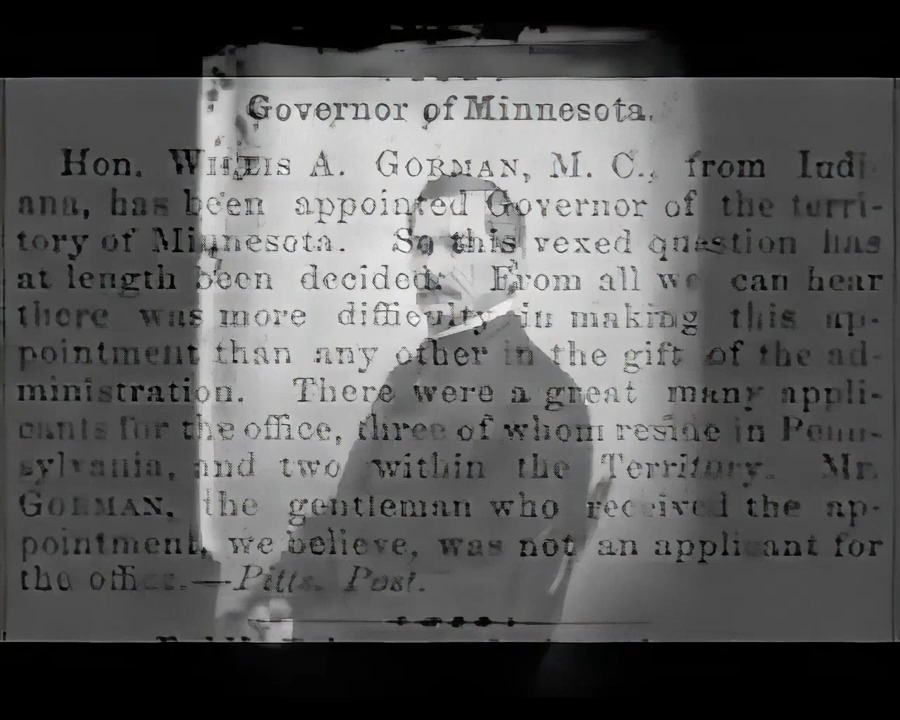 Governor of Minnesota.
Hon. WILLIS A. GORMAN, M. C., from Indi-
ana, has been appointed Governor of the terri-
tory of Minnesota. So this vexed question has
at length been decided. From all we can hear
there was more difficulty in making this ap-
pointment than any other in the gift of the ad-
ministration. There were a great many appli-
cants for the office, three of whom reside in Penn-
sylvania, and two within the Territory. Mr.
GORMAN, the gentleman who received the ap-
pointment, we believe, was not an applicant for
the office.—Pitts. Post.